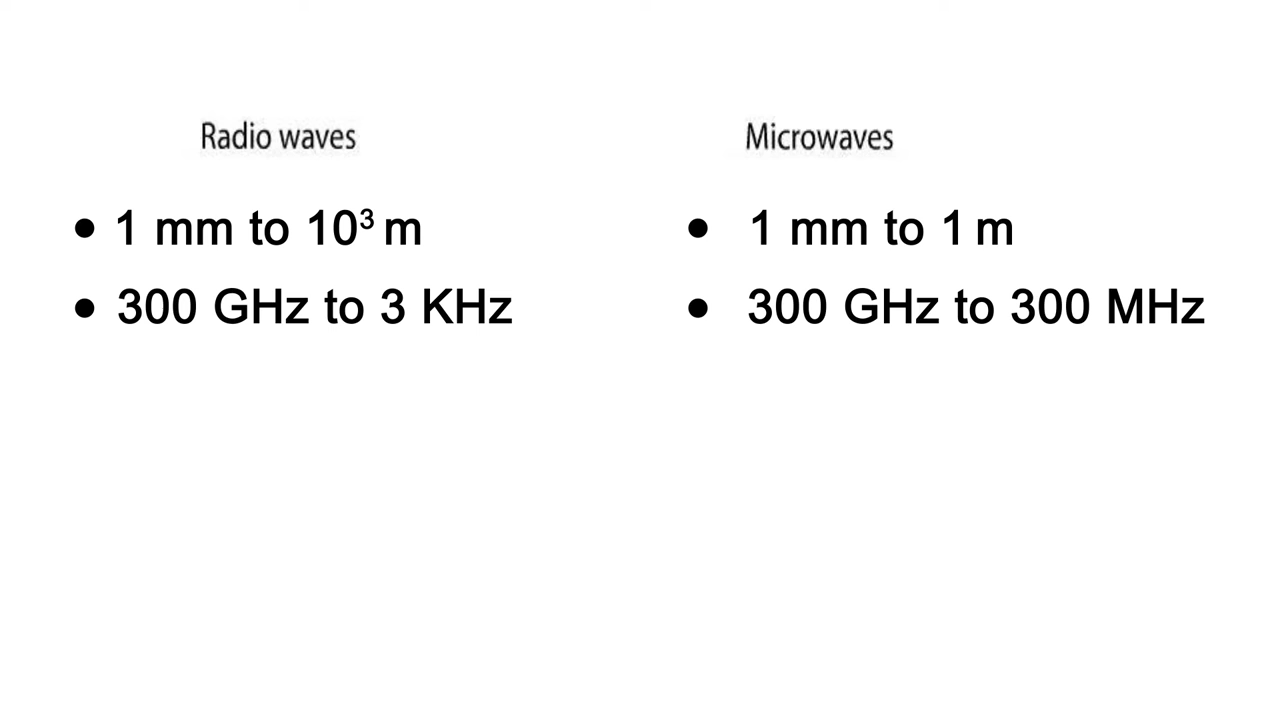 Radio waves
• 1 mm to 10³ m
• 300 GHz to 3 KHz
Microwaves
• 1 mm to 1 m
• 300 GHz to 300 MHz